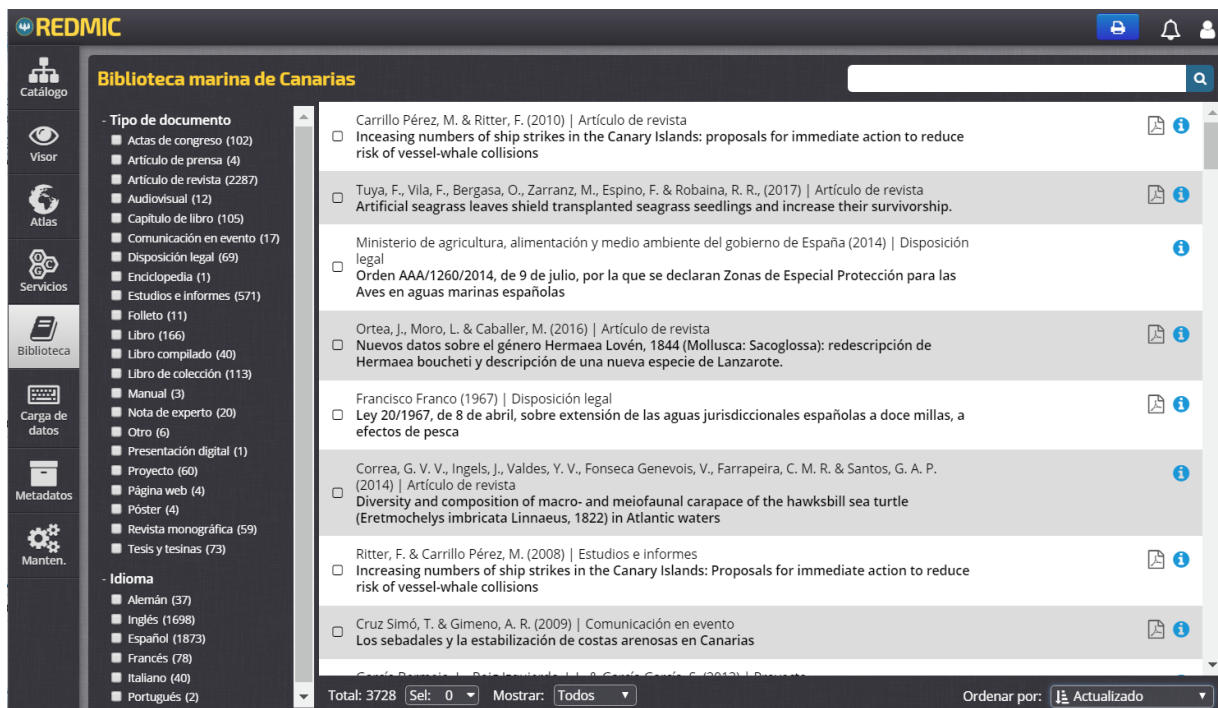 REDMIC
Catálogo
Visor
Atlas
Servicios
Biblioteca
Carga de
datos
Metadatos
Manten.
Biblioteca marina de Canarias
- Tipo de documento
Actas de congreso (102)
Artículo de prensa (4)
Artículo de revista (2287)
Audiovisual (12)
Capítulo de libro (105)
Comunicación en evento (17)
Disposición legal (69)
Enciclopedia (1)
Estudios e informes (571)
Folleto (11)
Libro (166)
Libro compilado (40)
Libro de colección (113)
Manual (3)
Nota de experto (20)
Otro (6)
Presentación digital (1)
Proyecto (60)
Página web (4)
Póster (4)
Revista monográfica (59)
Tesis y tesinas (73)
- Idioma
Alemán (37)
Inglés (1698)
Español (1873)
Francés (78)
Italiano (40)
Portugués (2)
Carrillo Pérez, M. & Ritter, F. (2010) | Artículo de revista
Inceasing numbers of ship strikes in the Canary Islands: proposals for immediate action to reduce
risk of vessel-whale collisions
Tuya, F., Vila, F., Bergasa, O., Zarranz, M., Espino, F. & Robaina, R. R., (2017) | Artículo de revista
Artificial seagrass leaves shield transplanted seagrass seedlings and increase their survivorship.
Ministerio de agricultura, alimentación y medio ambiente del gobierno de España (2014) | Disposición
legal
Orden AAA/1260/2014, de 9 de julio, por la que se declaran Zonas de Especial Protección para las
Aves en aguas marinas españolas
Ortea, J., Moro, L. & Caballer, M. (2016) | Artículo de revista
Nuevos datos sobre el género Hermaea Lovén, 1844 (Mollusca: Sacoglossa): redescripción de
Hermaea boucheti y descripción de una nueva especie de Lanzarote.
Francisco Franco (1967) | Disposición legal
Ley 20/1967, de 8 de abril, sobre extensión de las aguas jurisdiccionales españolas a doce millas, a
efectos de pesca
Correa, G. V. V., Ingels, J., Valdes, Y. V., Fonseca Genevois, V., Farrapeira, C. M. R. & Santos, G. A. P.
(2014) | Artículo de revista
Diversity and composition of macro- and meiofaunal carapace of the hawksbill sea turtle
(Eretmochelys imbricata Linnaeus, 1822) in Atlantic waters
Ritter, F. & Carrillo Pérez, M. (2008) | Estudios e informes
Increasing numbers of ship strikes in the Canary Islands: Proposals for immediate action to reduce
risk of vessel-whale collisions
Cruz Simó, T. & Gimeno, A. R. (2009) | Comunicación en evento
Los sebadales y la estabilización de costas arenosas en Canarias
Total: 3728 Sel: 0 Mostrar: Todos Ordenar por: Actualizado